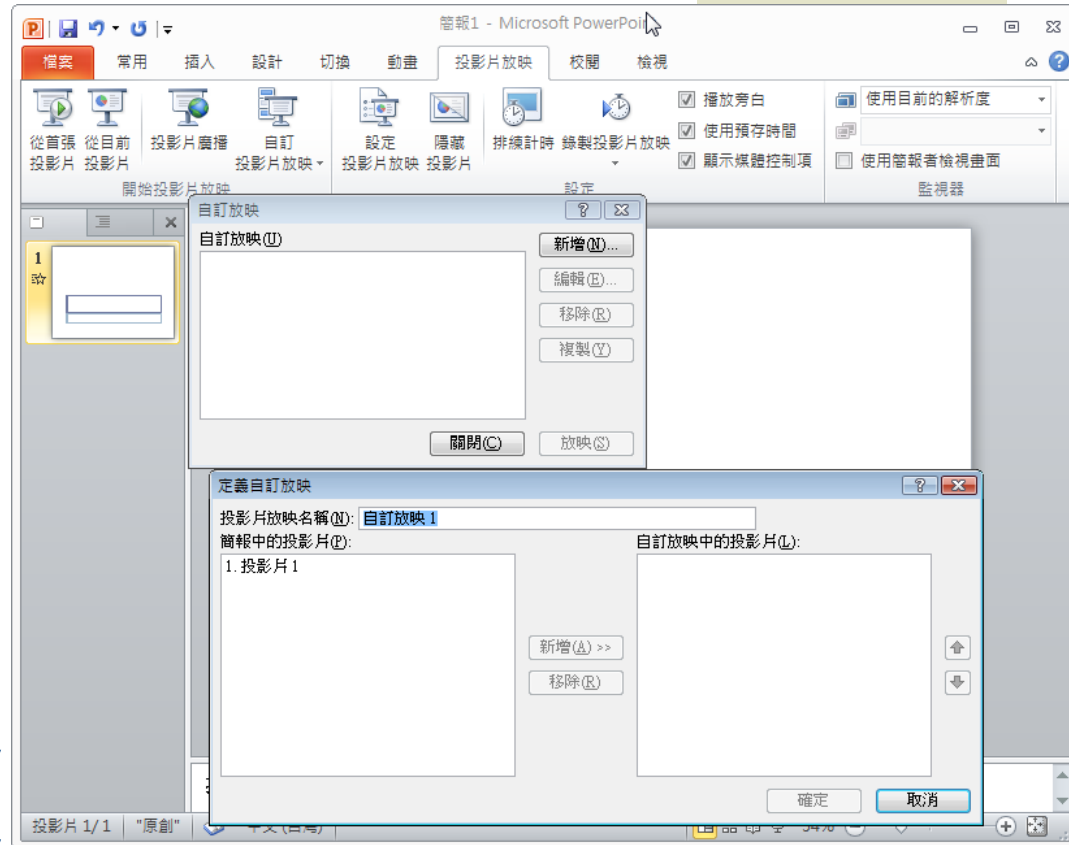 簡報1 - Microsoft PowerPoin
檔案 常用 插入 設計 切換 動畫 投影片放映 校閱 檢視
從首張投影片 從目前投影片 投影片廣播 自訂投影片放映
設定投影片放映 隱藏投影片 排練計時 錄製投影片放映
播放旁白
使用預存時間
顯示媒體控制項
使用目前的解析度
使用簡報者檢視畫面
開始投影片放映 設定 監視器
1
自訂放映
自訂放映(U)
新增(N)...
編輯(E)...
移除(R)
複製(Y)
關閉(C) 放映(S)
定義自訂放映
投影片放映名稱(N): 自訂放映 1
簡報中的投影片(P): 自訂放映中的投影片(L):
1. 投影片 1
新增(A) >>
移除(R)
確定 取消
投影片 1/1 "原創" 中文 (台灣) 54%